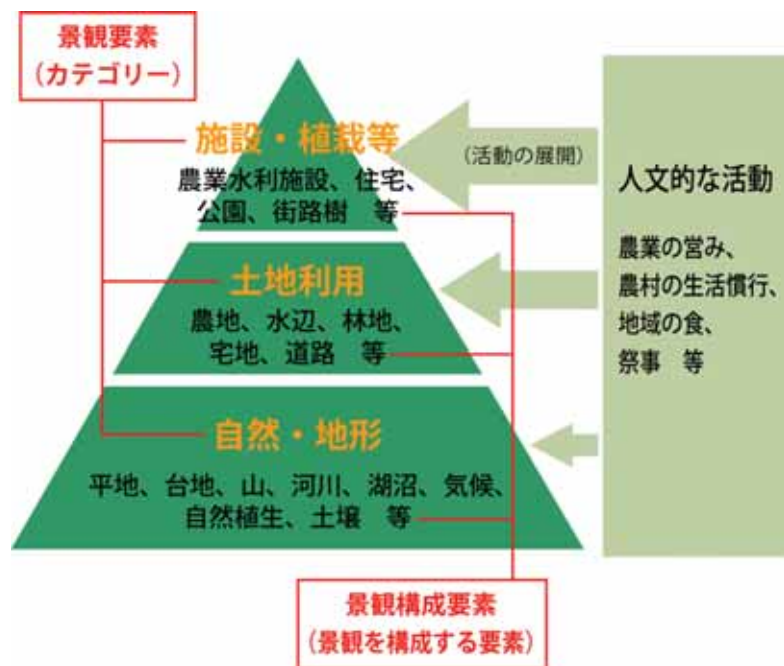 景観要素
（カテゴリー）
施設・植栽等
農業水利施設、住宅、
公園、街路樹　等
土地利用
農地、水辺、林地、
宅地、道路　等
自然・地形
平地、台地、山、河川、湖沼、気候、
自然植生、土壌　等
（活動の展開）
人文的な活動
農業の営み、
農村の生活慣行、
地域の食、
祭事　等
景観構成要素
（景観を構成する要素）